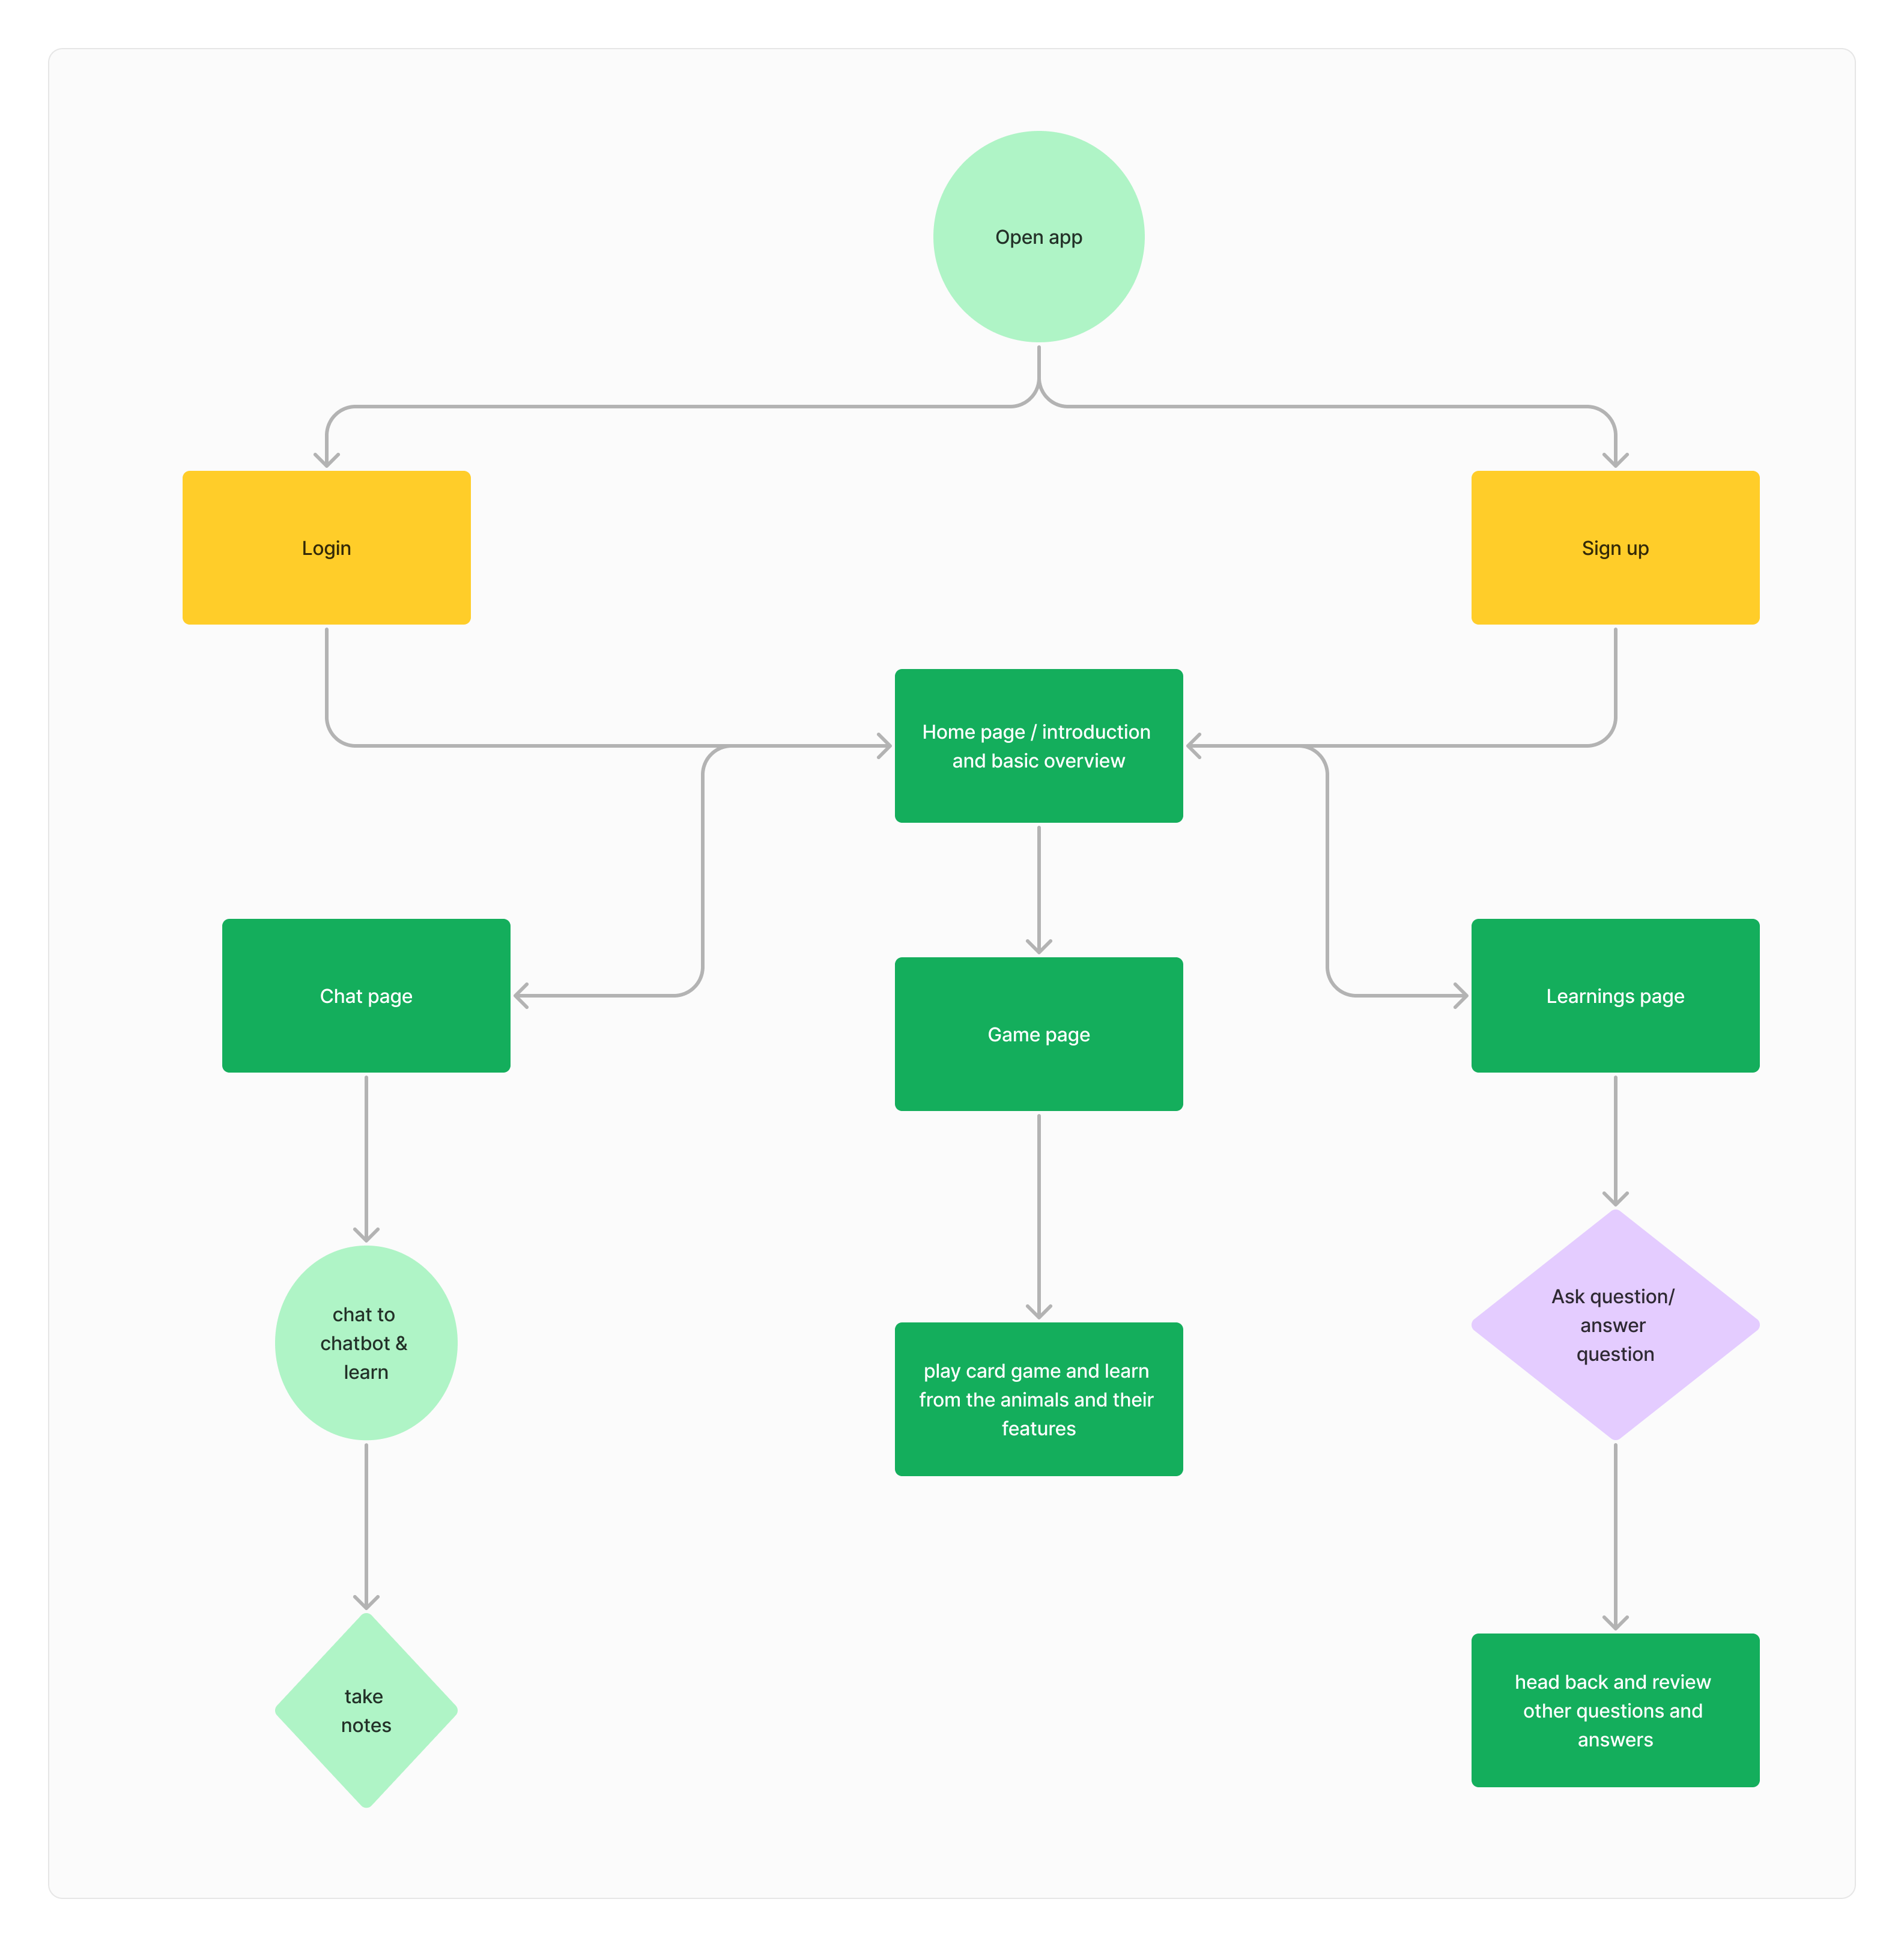 Open app
Login
Sign up
Home page / introduction
and basic overview
Chat page
Game page
Learnings page
chat to
chatbot &
learn
play card game and learn
from the animals and their
features
Ask question/
answer
question
take
notes
head back and review
other questions and
answers